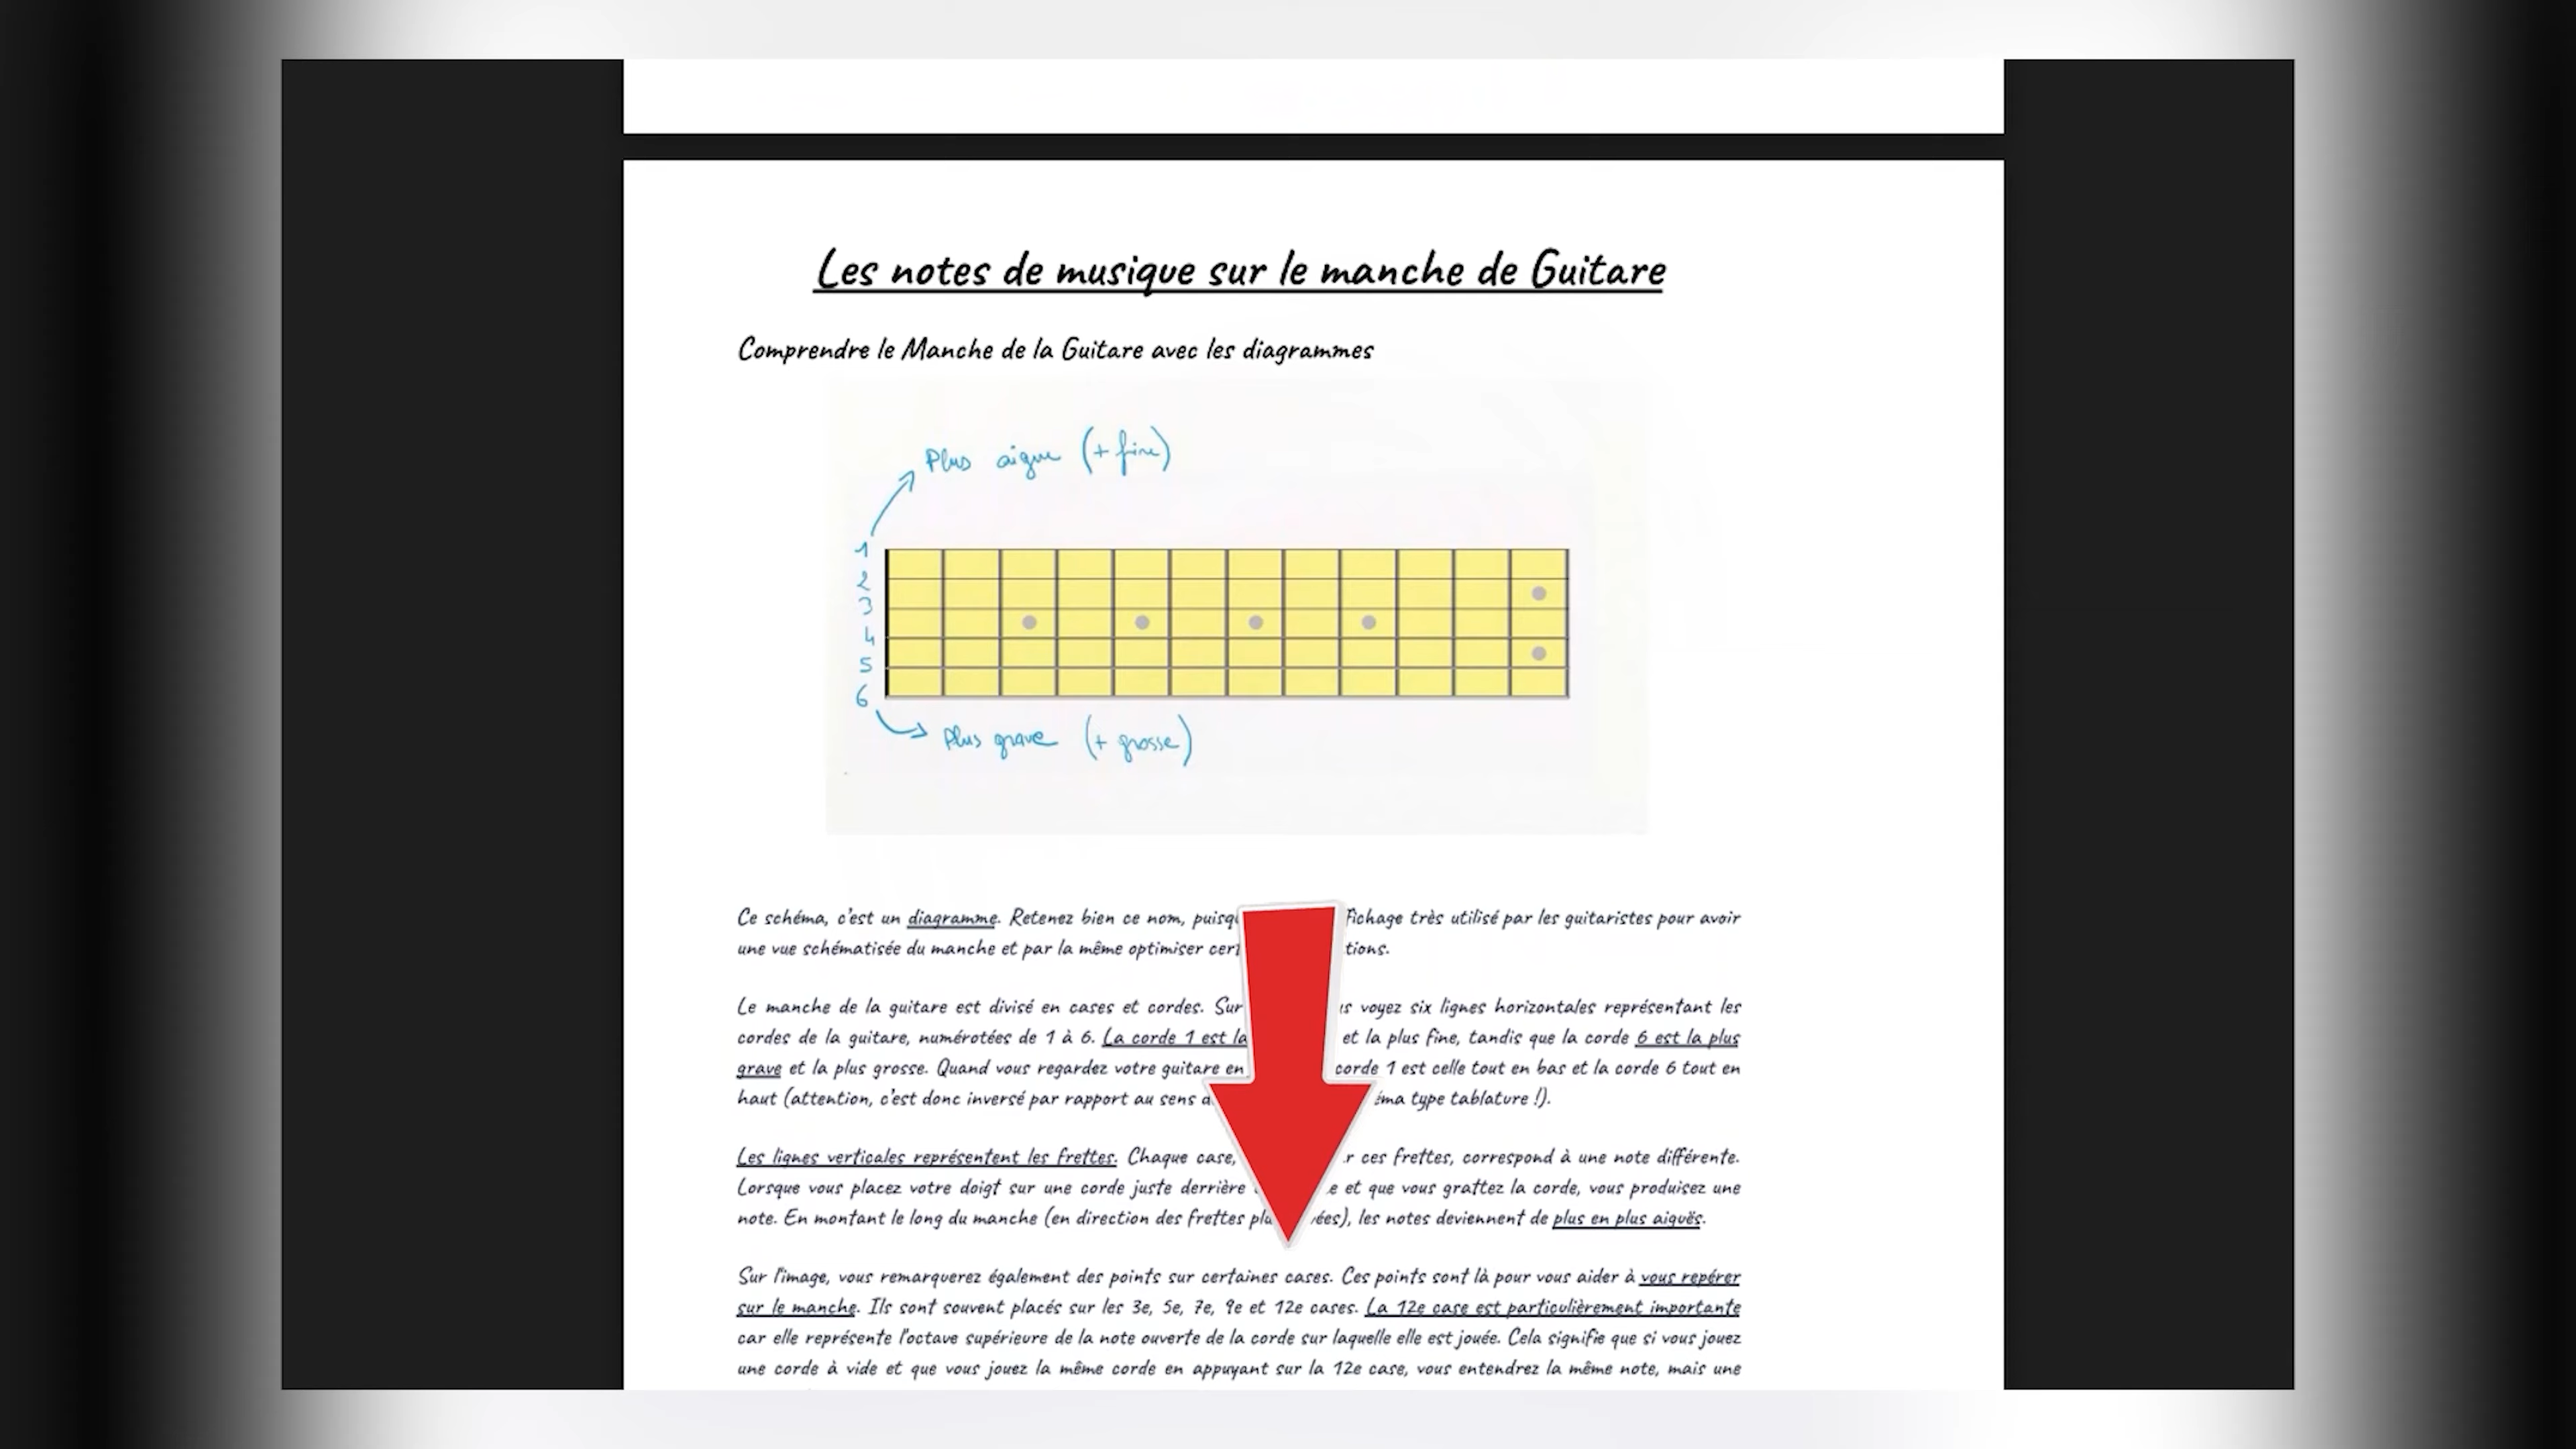 Les notes de musique sur le manche de Guitare
Comprendre le Manche de la Guitare avec les diagrammes
Plus aigue (+ fine)
1
2
3
4
5
6
Plus grave (+ grosse)
Ce schéma, c'est un diagramme. Retenez bien ce nom, puisq fichage très utilisé par les guitaristes pour avoir
une vue schématisée du manche et par la même optimiser cert tions.
Le manche de la guitare est divisé en cases et cordes. Sur us voyez six lignes horizontales représentant les
cordes de la guitare, numérotées de 1 à 6. La corde 1 est la et la plus fine, tandis que la corde 6 est la plus
grave et la plus grosse. Quand vous regardez votre guitare en corde 1 est celle tout en bas et la corde 6 tout en
haut (attention, c'est donc inversé par rapport au sens d éma type tablature !).
Les lignes verticales représentent les frettes. Chaque case, r ces frettes, correspond à une note différente.
Lorsque vous placez votre doigt sur une corde juste derrière e et que vous grattez la corde, vous produisez une
note. En montant le long du manche (en direction des frettes plu ées), les notes deviennent de plus en plus aiguës.
Sur l'image, vous remarquerez également des points sur certaines cases. Ces points sont là pour vous aider à vous repérer
sur le manche. Ils sont souvent placés sur les 3e, 5e, 7e, 9e et 12e cases. La 12e case est particulièrement importante
car elle représente l'octave supérieure de la note ouverte de la corde sur laquelle elle est jouée. Cela signifie que si vous jouez
une corde à vide et que vous jouez la même corde en appuyant sur la 12e case, vous entendrez la même note, mais une